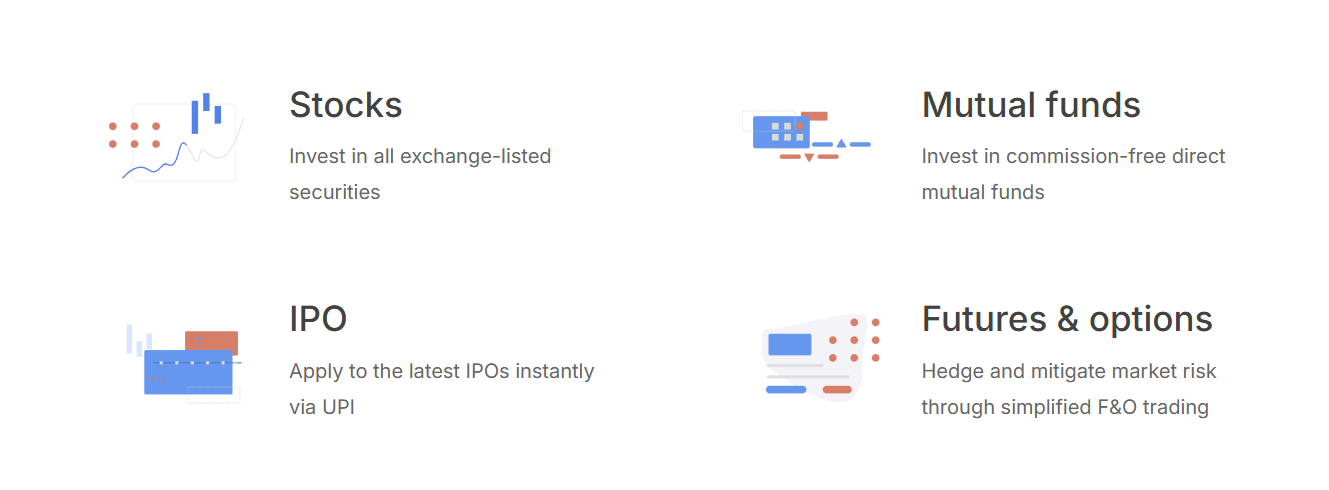 Stocks
Invest in all exchange-listed
securities
Mutual funds
Invest in commission-free direct
mutual funds
IPO
Apply to the latest IPOs instantly
via UPI
Futures & options
Hedge and mitigate market risk
through simplified F&O trading